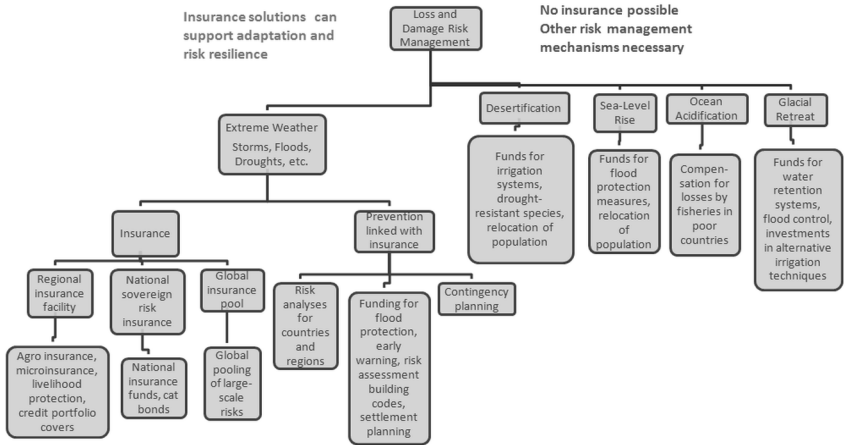 Insurance solutions can
support adaptation and
risk resilience
Loss and
Damage Risk
Management
No insurance possible
Other risk management
mechanisms necessary
Extreme Weather
Storms, Floods,
Droughts, etc.
Desertification
Sea-Level
Rise
Ocean
Acidification
Glacial
Retreat
Funds for
irrigation
systems,
drought-
resistant species,
relocation of
population
Funds for
flood
protection
measures,
relocation
of
population
Compen-
sation for
losses by
fisheries in
poor
countries
Funds for
water
retention
systems,
flood control,
investments
in alternative
irrigation
techniques
Insurance
Prevention
linked with
insurance
Regional
insurance
facility
National
sovereign
risk
insurance
Global
insurance
pool
Risk
analyses
for
countries
and
regions
Funding for
flood
protection,
early
warning, risk
assessment
building
codes,
settlement
planning
Contingency
planning
Agro insurance,
microinsurance,
livelihood
protection,
credit portfolio
covers
National
insurance
funds, cat
bonds
Global
pooling
of large-
scale
risks